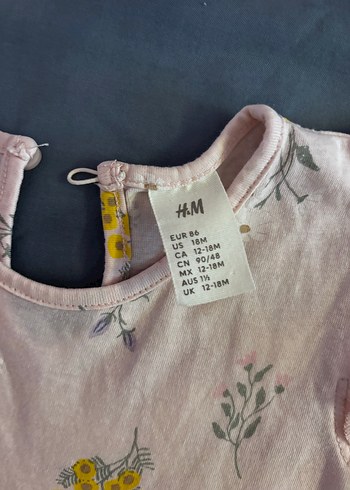 H&M
EUR 86
US 18M
CA 12-18M
CN 90/48
MX 12-18M
AUS 1½
UK 12-18M